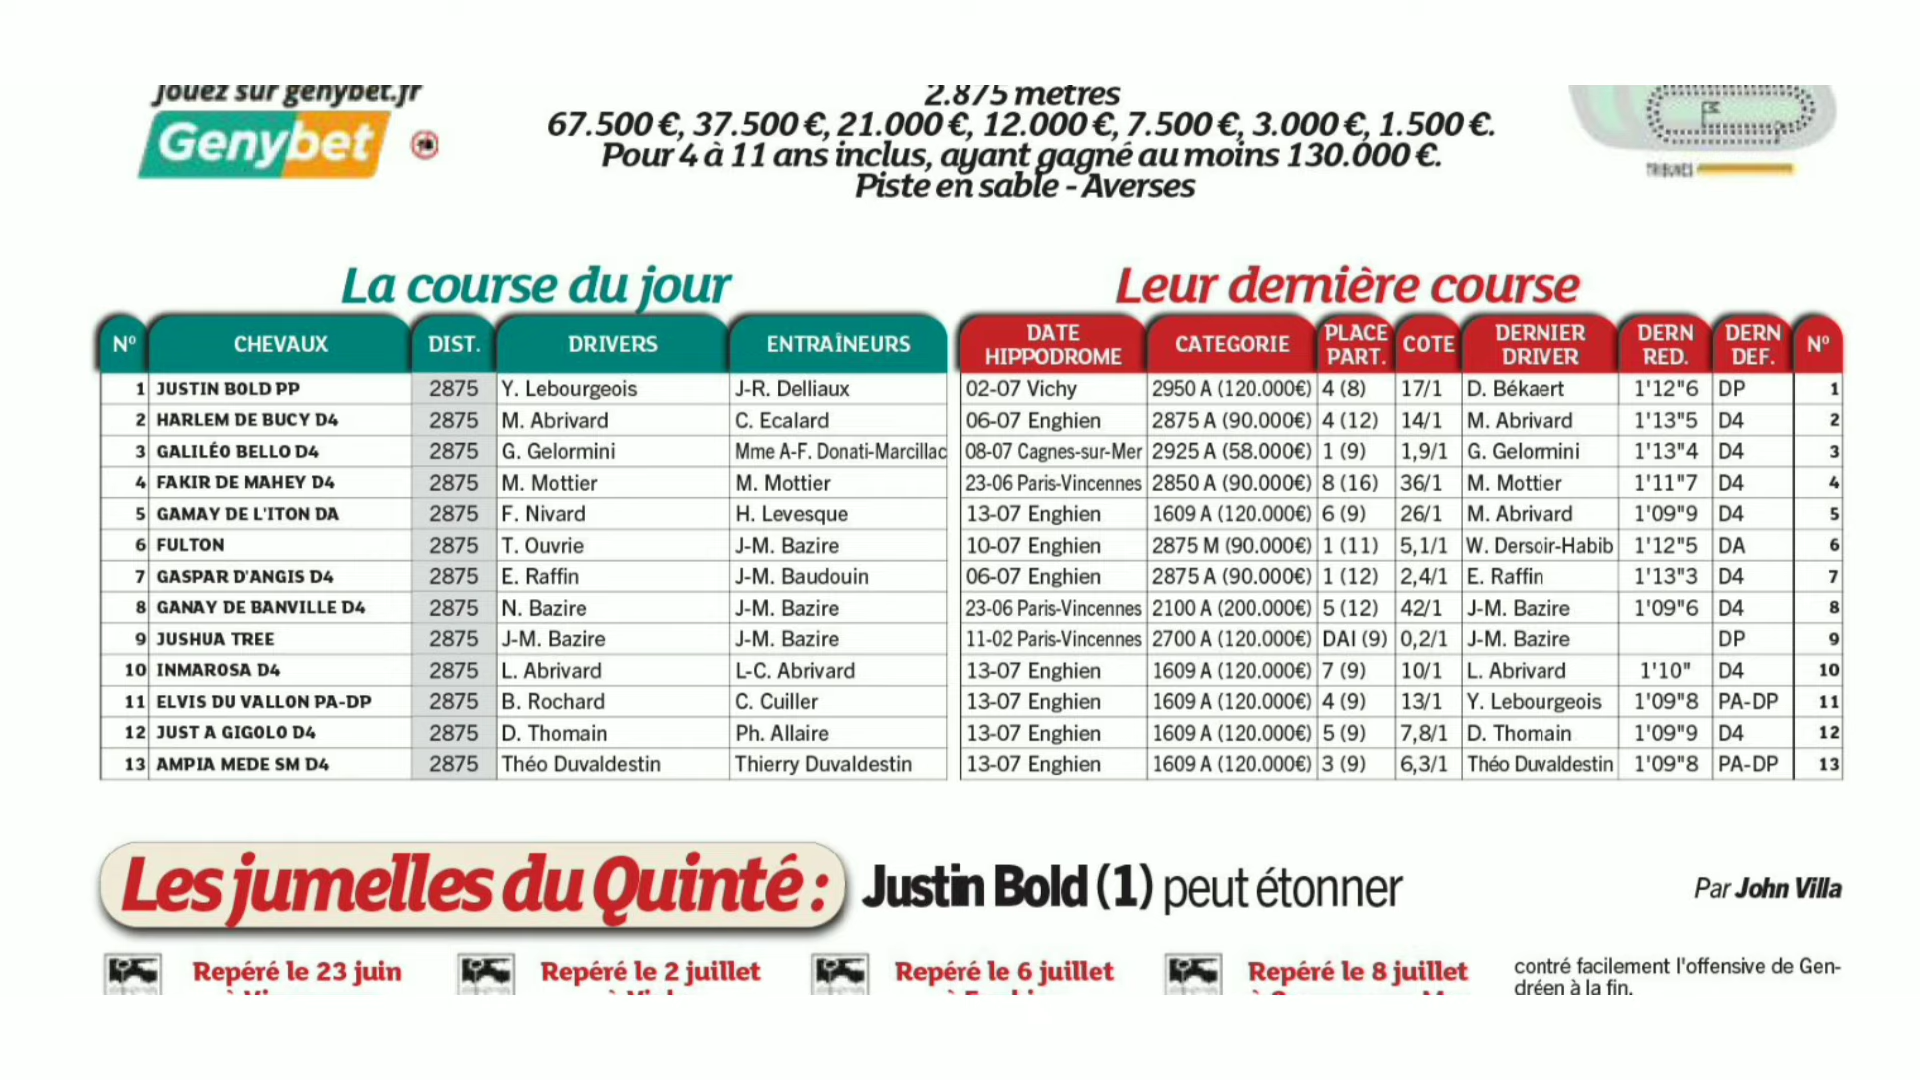 Jouez sur genybet.fr
Genybet
2.875 metres
67.500 €, 37.500 €, 21.000 €, 12.000 €, 7.500 €, 3.000 €, 1.500 €.
Pour 4 à 11 ans inclus, ayant gagné au moins 130.000 €.
Piste en sable - Averses
TRIBUNES
La course du jour
Leur dernière course
N° CHEVAUX DIST. DRIVERS ENTRAÎNEURS DATE HIPPODROME CATEGORIE PLACE PART. COTE DERNIER DRIVER DERN RED. DERN DEF. N°
1 JUSTIN BOLD PP 2875 Y. Lebourgeois J-R. Delliaux 02-07 Vichy 2950 A (120.000€) 4 (8) 17/1 D. Békaert 1'12"6 DP 1
2 HARLEM DE BUCY D4 2875 M. Abrivard C. Ecalard 06-07 Enghien 2875 A (90.000€) 4 (12) 14/1 M. Abrivard 1'13"5 D4 2
3 GALILÉO BELLO D4 2875 G. Gelormini Mme A-F. Donati-Marcillac 08-07 Cagnes-sur-Mer 2925 A (58.000€) 1 (9) 1,9/1 G. Gelormini 1'13"4 D4 3
4 FAKIR DE MAHEY D4 2875 M. Mottier M. Mottier 23-06 Paris-Vincennes 2850 A (90.000€) 8 (16) 36/1 M. Mottier 1'11"7 D4 4
5 GAMAY DE L'ITON DA 2875 F. Nivard H. Levesque 13-07 Enghien 1609 A (120.000€) 6 (9) 26/1 M. Abrivard 1'09"9 D4 5
6 FULTON 2875 T. Ouvrie J-M. Bazire 10-07 Enghien 2875 M (90.000€) 1 (11) 5,1/1 W. Dersoir-Habib 1'12"5 DA 6
7 GASPAR D'ANGIS D4 2875 E. Raffin J-M. Baudouin 06-07 Enghien 2875 A (90.000€) 1 (12) 2,4/1 E. Raffin 1'13"3 D4 7
8 GANAY DE BANVILLE D4 2875 N. Bazire J-M. Bazire 23-06 Paris-Vincennes 2100 A (200.000€) 5 (12) 42/1 J-M. Bazire 1'09"6 D4 8
9 JUSHUA TREE 2875 J-M. Bazire J-M. Bazire 11-02 Paris-Vincennes 2700 A (120.000€) DAI (9) 0,2/1 J-M. Bazire DP 9
10 INMAROSA D4 2875 L. Abrivard L-C. Abrivard 13-07 Enghien 1609 A (120.000€) 7 (9) 10/1 L. Abrivard 1'10" D4 10
11 ELVIS DU VALLON PA-DP 2875 B. Rochard C. Cuiller 13-07 Enghien 1609 A (120.000€) 4 (9) 13/1 Y. Lebourgeois 1'09"8 PA-DP 11
12 JUST A GIGOLO D4 2875 D. Thomain Ph. Allaire 13-07 Enghien 1609 A (120.000€) 5 (9) 7,8/1 D. Thomain 1'09"9 D4 12
13 AMPIA MEDE SM D4 2875 Théo Duvaldestin Thierry Duvaldestin 13-07 Enghien 1609 A (120.000€) 3 (9) 6,3/1 Théo Duvaldestin 1'09"8 PA-DP 13
Les jumelles du Quinté : Justin Bold (1) peut étonner
Par John Villa
Repéré le 23 juin
Repéré le 2 juillet
Repéré le 6 juillet
Repéré le 8 juillet
contré facilement l'offensive de Gen-
dréen à la fin.